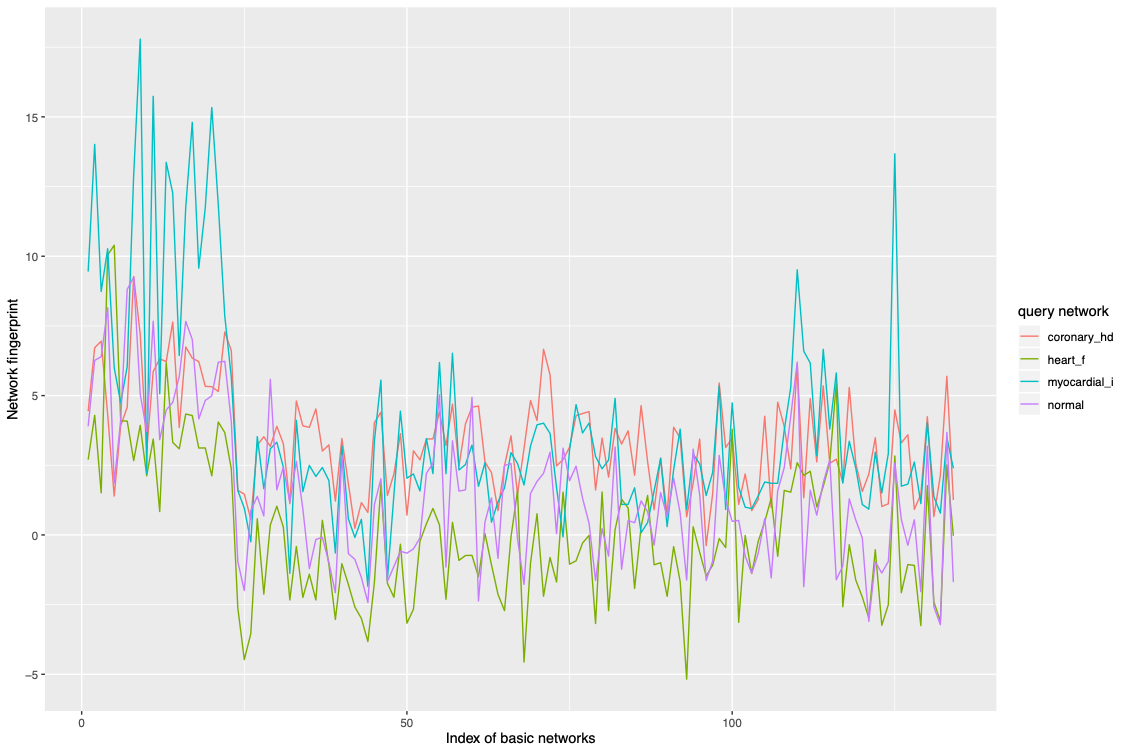 Network fingerprint
15
10
5
0
−5
0
50
100
Index of basic networks
query network
coronary_hd
heart_f
myocardial_i
normal